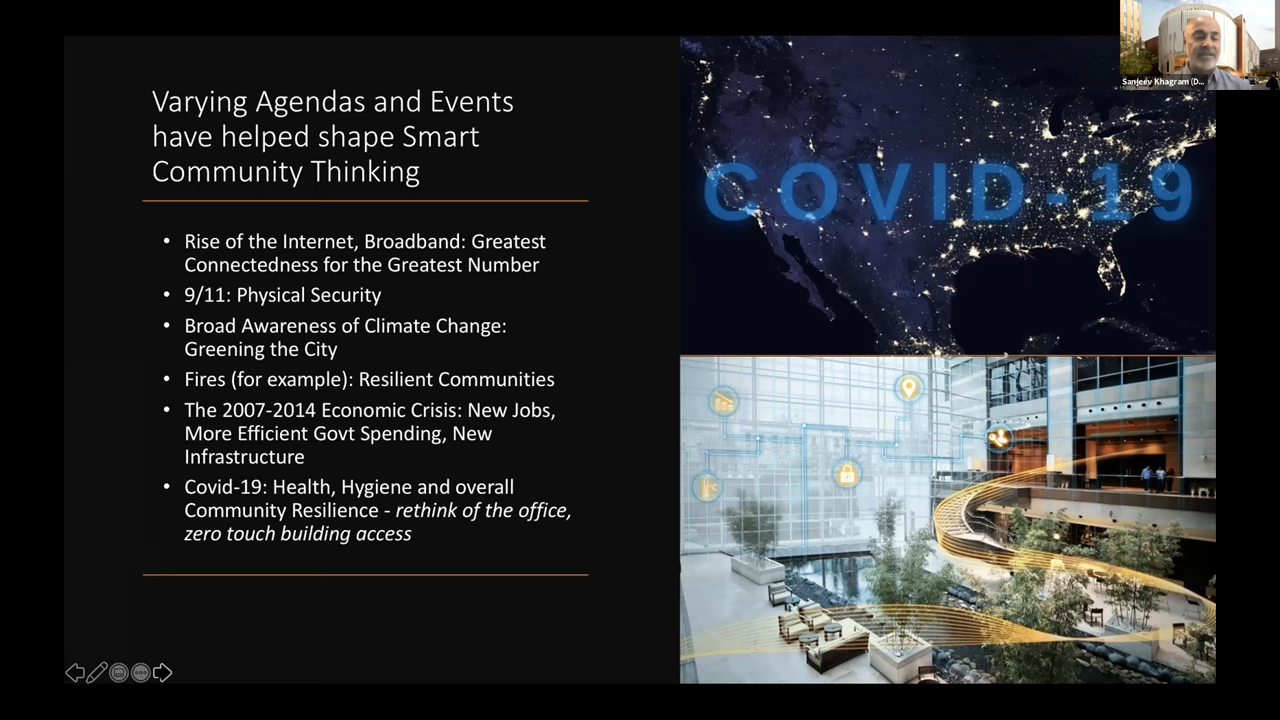 Varying Agendas and Events
have helped shape Smart
Community Thinking
• Rise of the Internet, Broadband: Greatest
Connectedness for the Greatest Number
• 9/11: Physical Security
• Broad Awareness of Climate Change:
Greening the City
• Fires (for example): Resilient Communities
• The 2007-2014 Economic Crisis: New Jobs,
More Efficient Govt Spending, New
Infrastructure
• Covid-19: Health, Hygiene and overall
Community Resilience - rethink of the office,
zero touch building access
COVID-19
Sanjeev Khagram (D...